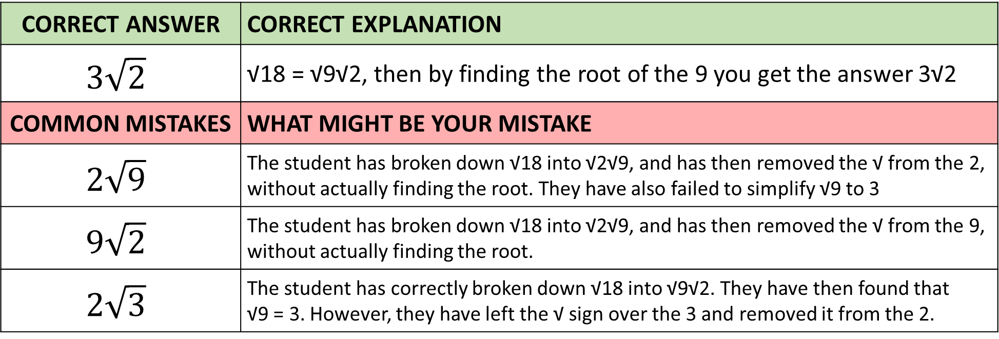 CORRECT ANSWER
CORRECT EXPLANATION
3√2
√18 = √9√2, then by finding the root of the 9 you get the answer 3√2
COMMON MISTAKES
WHAT MIGHT BE YOUR MISTAKE
2√9
The student has broken down √18 into √2√9, and has then removed the √ from the 2,
without actually finding the root. They have also failed to simplify √9 to 3
9√2
The student has broken down √18 into √2√9, and has then removed the √ from the 9,
without actually finding the root.
2√3
The student has correctly broken down √18 into √9√2. They have then found that
√9 = 3. However, they have left the √ sign over the 3 and removed it from the 2.